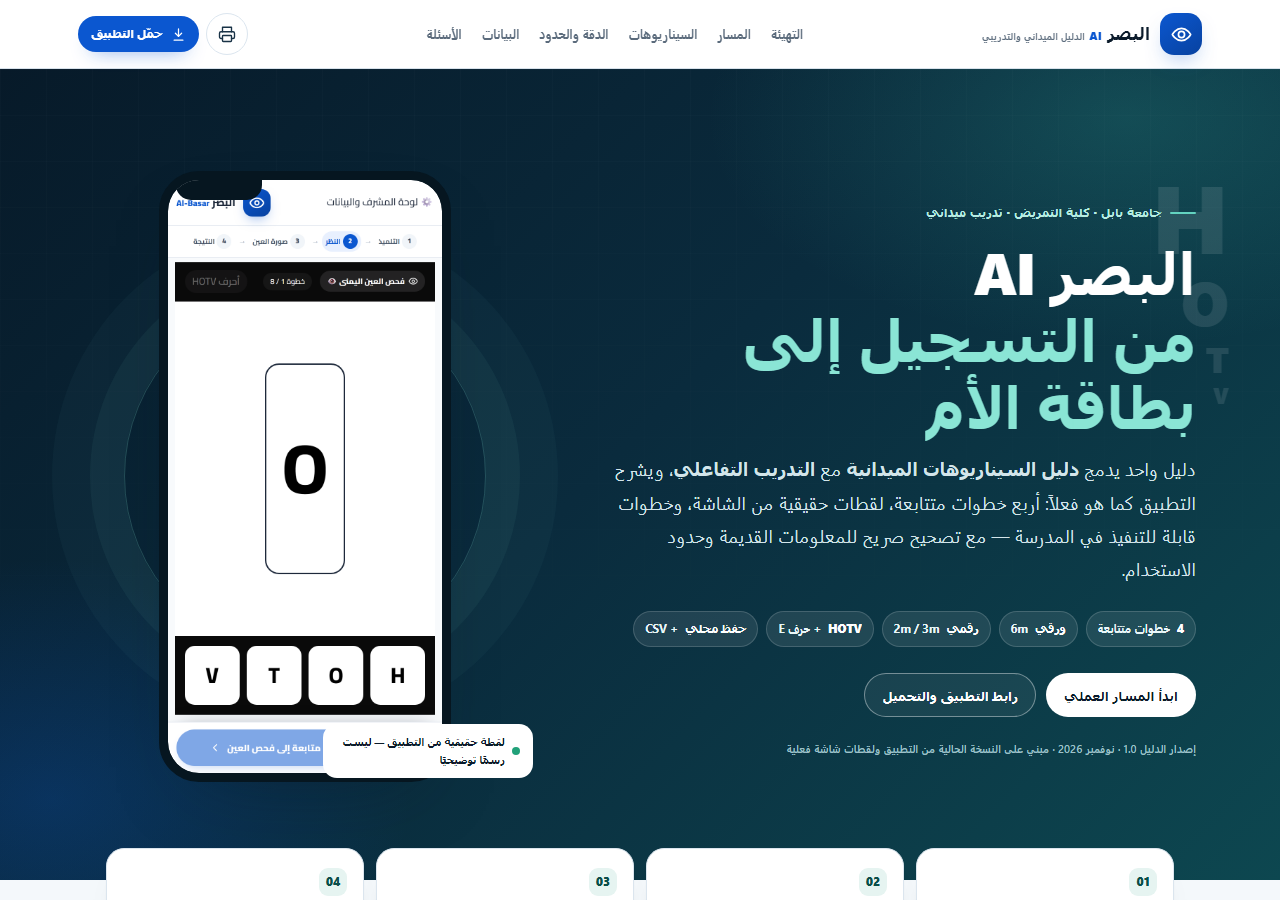 البصر AI الدليل الميداني والتدريبي
التهيئة
المسار
السيناريوهات
الدقة والحدود
البيانات
الأسئلة
حمّل التطبيق
H
O
T
V
جامعة بابل · كلية التمريض · تدريب ميداني
البصر AI
من التسجيل إلى
بطاقة الأم
دليل واحد يدمج دليل السيناريوهات الميدانية مع التدريب التفاعلي، ويشرح
التطبيق كما هو فعلاً: أربع خطوات متتابعة، لقطات حقيقية من الشاشة، وخطوات
قابلة للتنفيذ في المدرسة — مع تصحيح صريح للمعلومات القديمة وحدود
الاستخدام.
4 خطوات متتابعة
ورقي 6m
رقمي 2m / 3m
HOTV + حرف E
حفظ محلي + CSV
ابدأ المسار العملي
رابط التطبيق والتحميل
إصدار الدليل 1.0 · نوفمبر 2026 · مبني على النسخة الحالية من التطبيق ولقطات شاشة فعلية
لوحة المشرف والبيانات
البصر Al-Basar
1 التلميذ
2 النظر
3 صورة العين
4 النتيجة
فحص العين اليمنى
خطوة 1 / 8
أحرف HOTV
O
H
O
T
V
متابعة إلى فحص العين
لقطة حقيقية من التطبيق — ليست
رسمًا توضيحيًا
01
02
03
04